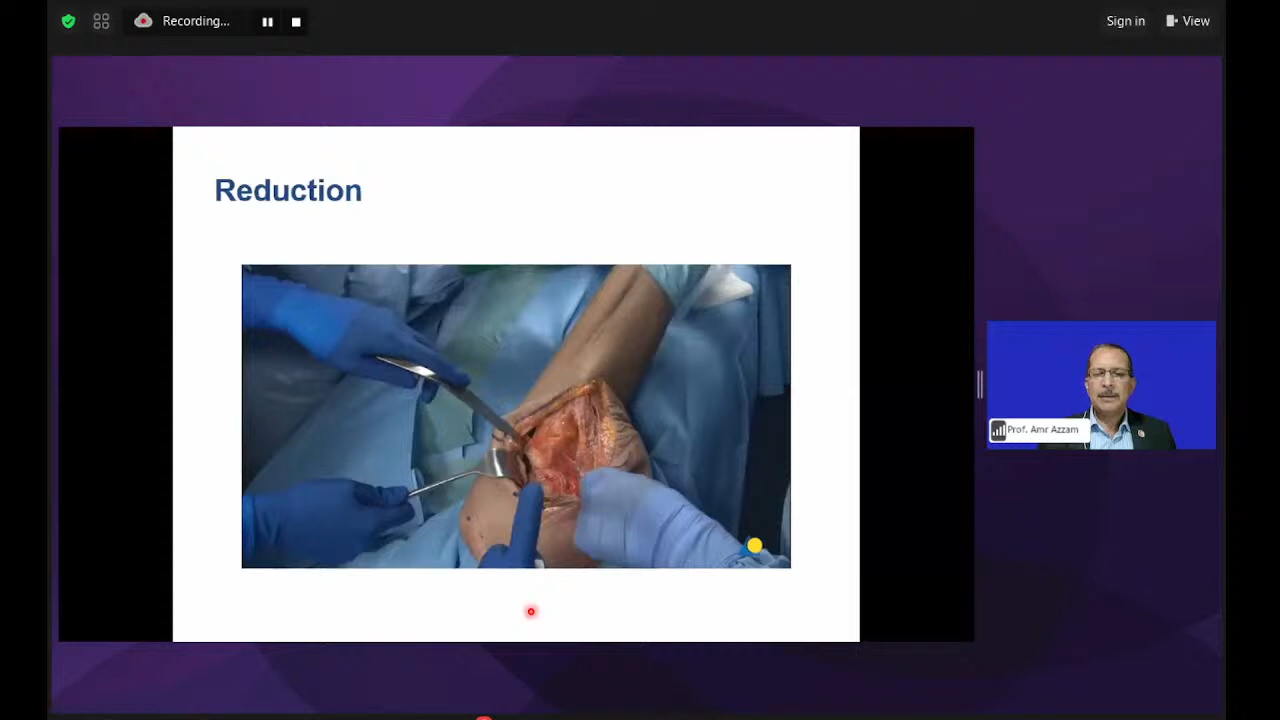 Recording...
Sign in
View
Reduction
Prof. Amr Azzam